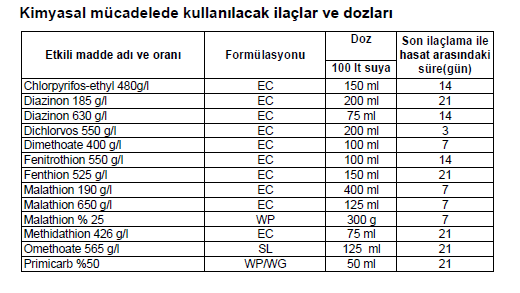 Kimyasal mücadelede kullanılacak ilaçlar ve dozları
Etkili madde adı ve oranı Formülasyonu Doz 100 lt suya Son ilaçlama ile hasat arasındaki süre(gün)
Chlorpyrifos-ethyl 480g/l EC 150 ml 14
Diazinon 185 g/l EC 200 ml 21
Diazinon 630 g/l EC 75 ml 14
Dichlorvos 550 g/l EC 200 ml 3
Dimethoate 400 g/l EC 100 ml 7
Fenitrothion 550 g/l EC 100 ml 14
Fenthion 525 g/l EC 150 ml 21
Malathion 190 g/l EC 400 ml 7
Malathion 650 g/l EC 125 ml 7
Malathion % 25 WP 300 g 7
Methidathion 426 g/l EC 75 ml 21
Omethoate 565 g/l SL 125 ml 21
Primicarb %50 WP/WG 50 ml 21